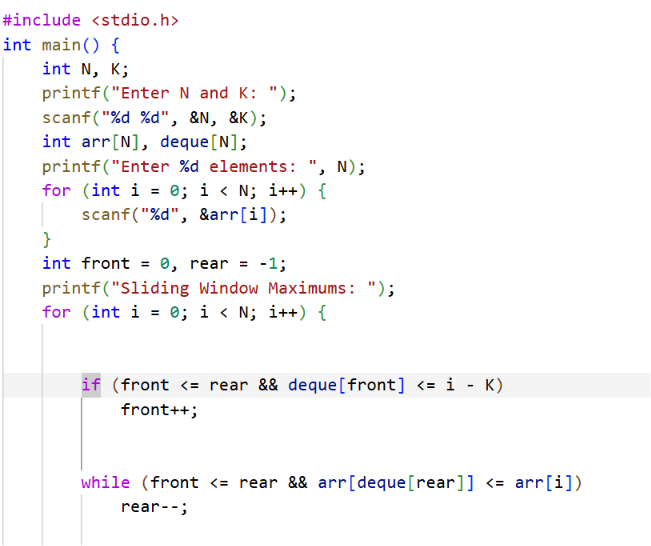 #include <stdio.h>
int main() {
    int N, K;
    printf("Enter N and K: ");
    scanf("%d %d", &N, &K);
    int arr[N], deque[N];
    printf("Enter %d elements: ", N);
    for (int i = 0; i < N; i++) {
        scanf("%d", &arr[i]);
    }
    int front = 0, rear = -1;
    printf("Sliding Window Maximums: ");
    for (int i = 0; i < N; i++) {
        if (front <= rear && deque[front] <= i - K)
            front++;
        while (front <= rear && arr[deque[rear]] <= arr[i])
            rear--;